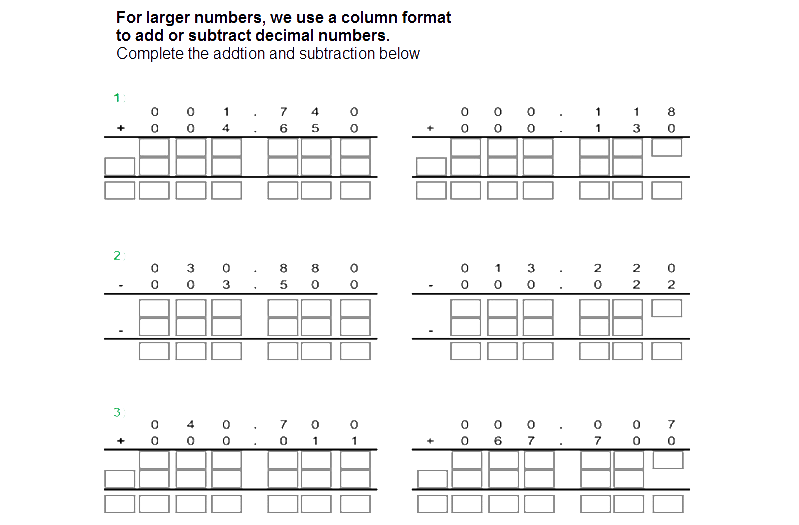 For larger numbers, we use a column format
to add or subtract decimal numbers.
Complete the addtion and subtraction below
1
0 0 1 . 7 4 0
+ 0 0 4 . 6 5 0
0 0 0 . 1 1 8
+ 0 0 0 . 1 3 0
2
0 3 0 . 8 8 0
- 0 0 3 . 5 0 0
-
0 1 3 . 2 2 0
- 0 0 0 . 0 2 2
-
3
0 4 0 . 7 0 0
+ 0 0 0 . 0 1 1
0 0 0 . 0 0 7
+ 0 6 7 . 7 0 0